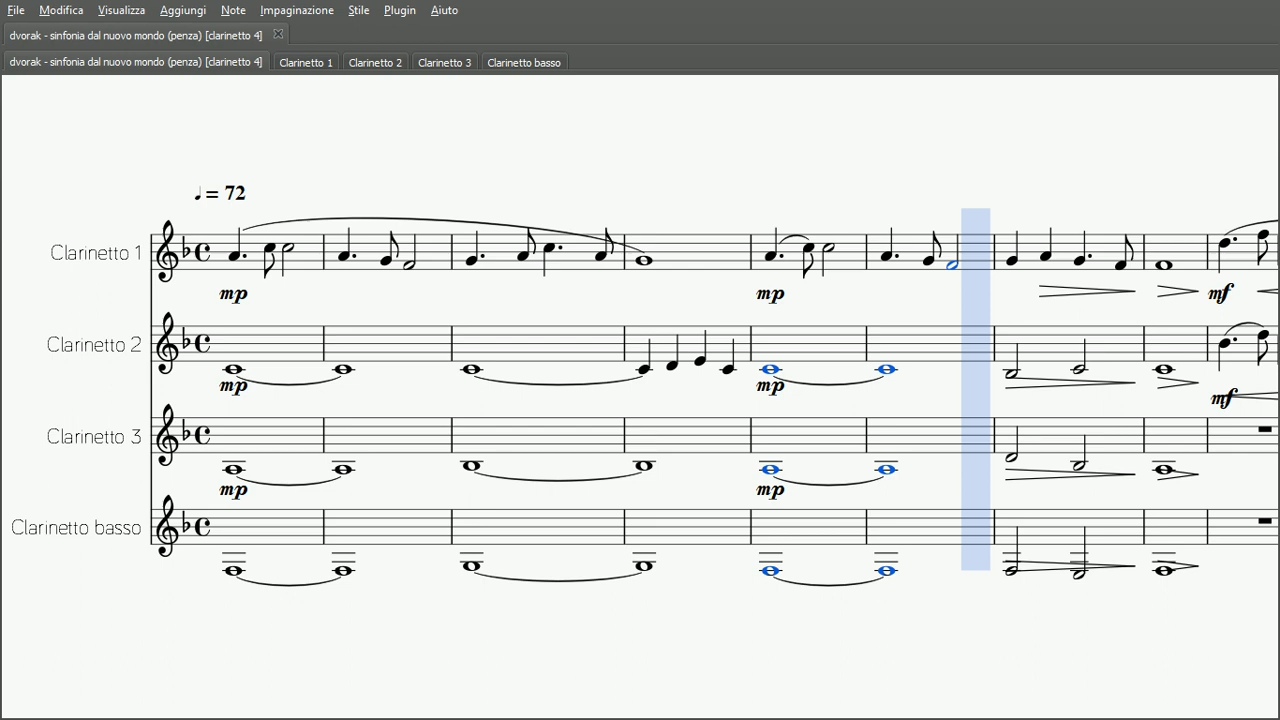 File Modifica Visualizza Aggiungi Note Impaginazione Stile Plugin Aiuto
dvorak - sinfonia dal nuovo mondo (penza) [clarinetto 4]
dvorak - sinfonia dal nuovo mondo (penza) [clarinetto 4] Clarinetto 1 Clarinetto 2 Clarinetto 3 Clarinetto basso
♩ = 72
Clarinetto 1
mp mp mf
Clarinetto 2
mp mp mf
Clarinetto 3
mp mp
Clarinetto basso